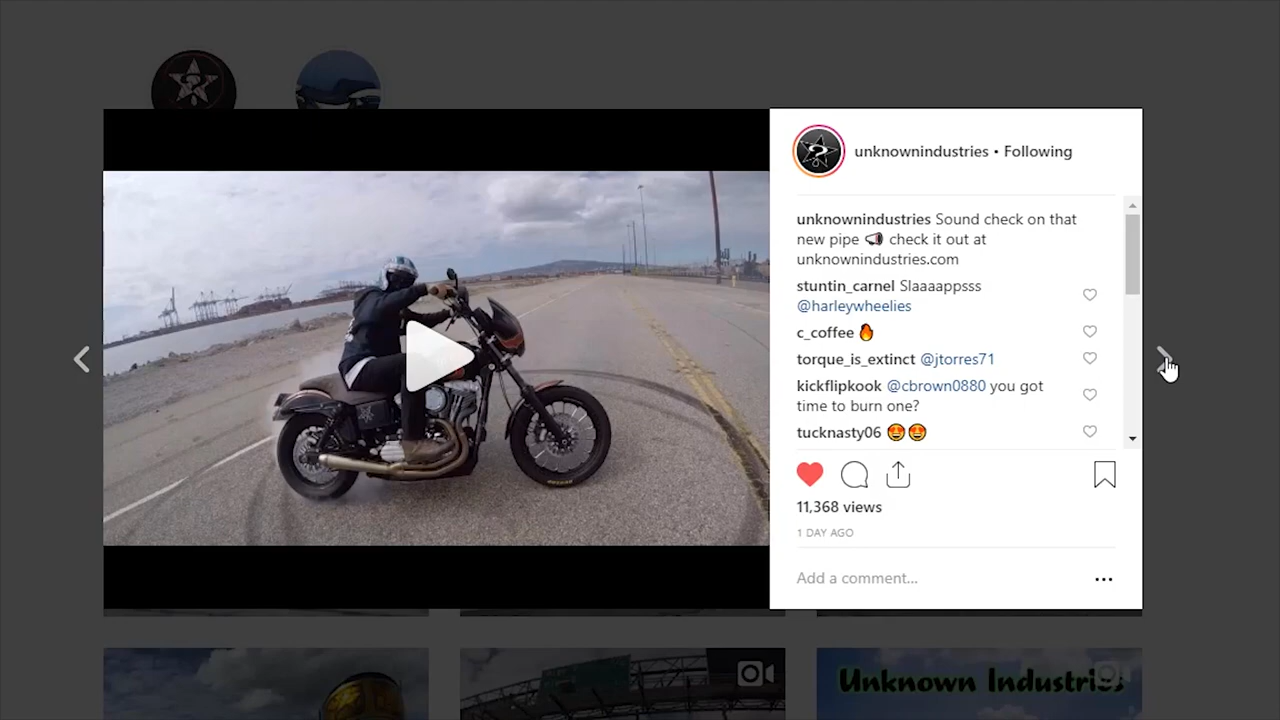 unknownindustries • Following
unknownindustries Sound check on that
new pipe check it out at
unknownindustries.com
stuntin_carnel Slaaaappsss
@harleywheelies
c_coffee
torque_is_extinct @jtorres71
kickflipkook @cbrown0880 you got
time to burn one?
tucknasty06
11,368 views
1 DAY AGO
Add a comment...
Unknown Industries